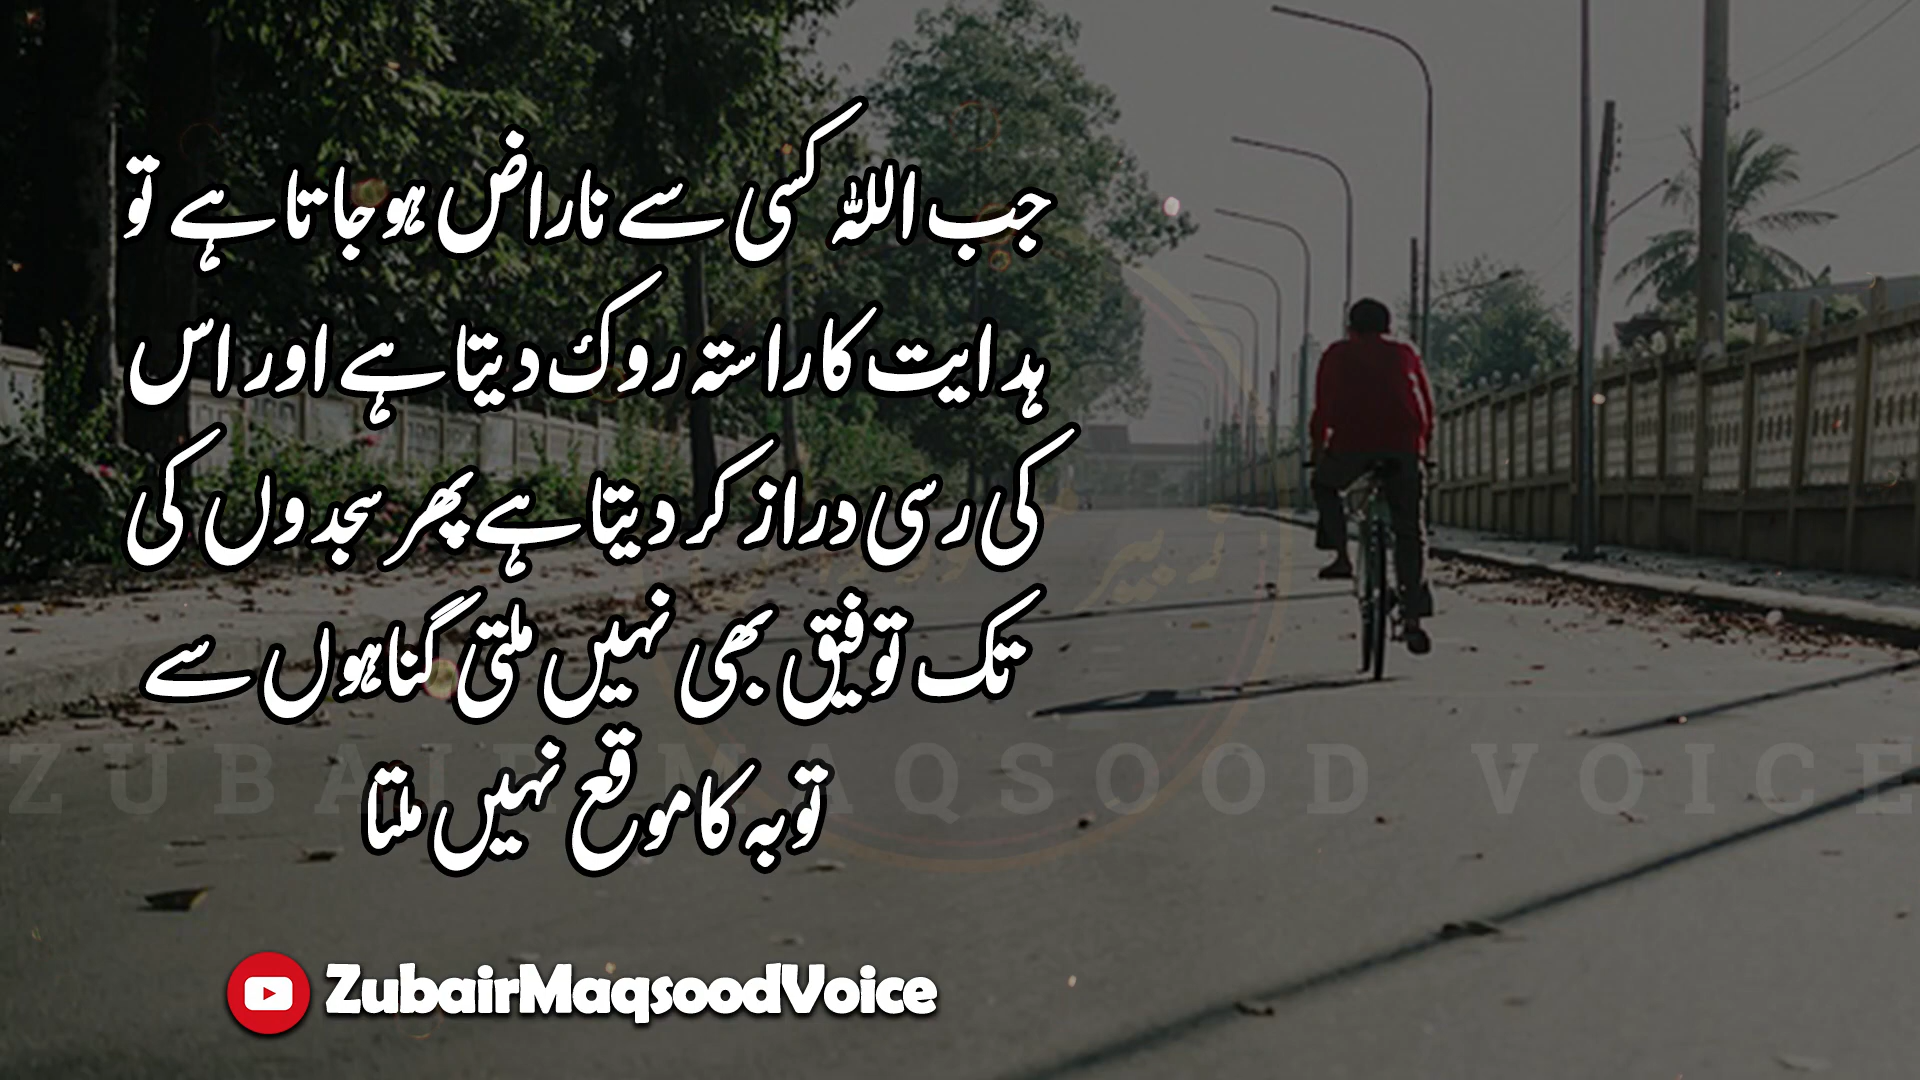 جب اللہ کسی سے ناراض ہو جاتا ہے تو
ہدایت کا راستہ روک دیتا ہے اور اس
کی رسی دراز کر دیتا ہے پھر سجدوں کی
تک توفیق بھی نہیں ملتی گناہوں سے
توبہ کا موقع نہیں ملتا
ZUBAIR MAQSOOD VOICE
زبیر
ZubairMaqsoodVoice